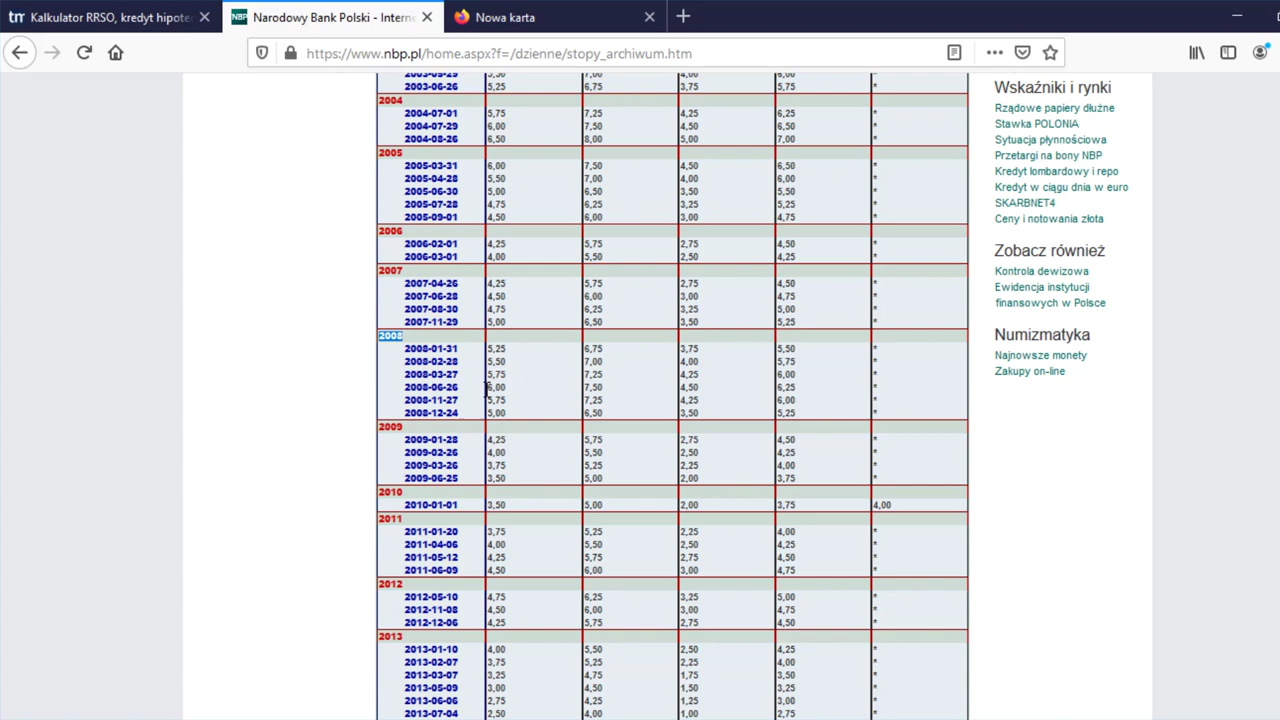 Kalkulator RRSO, kredyt hipote
NBP Narodowy Bank Polski - Interne
Nowa karta
https://www.nbp.pl/home.aspx?f=/dzienne/stopy_archiwum.htm
2003-05-29 5,50 7,00 4,00 6,00 *
2003-06-26 5,25 6,75 3,75 5,75 *
2004
2004-07-01 5,75 7,25 4,25 6,25 *
2004-07-29 6,00 7,50 4,50 6,50 *
2004-08-26 6,50 8,00 5,00 7,00 *
2005
2005-03-31 6,00 7,50 4,50 6,50 *
2005-04-28 5,50 7,00 4,00 6,00 *
2005-06-30 5,00 6,50 3,50 5,50 *
2005-07-28 4,75 6,25 3,25 5,25 *
2005-09-01 4,50 6,00 3,00 4,75 *
2006
2006-02-01 4,25 5,75 2,75 4,50 *
2006-03-01 4,00 5,50 2,50 4,25 *
2007
2007-04-26 4,25 5,75 2,75 4,50 *
2007-06-28 4,50 6,00 3,00 4,75 *
2007-08-30 4,75 6,25 3,25 5,00 *
2007-11-29 5,00 6,50 3,50 5,25 *
2008
2008-01-31 5,25 6,75 3,75 5,50 *
2008-02-28 5,50 7,00 4,00 5,75 *
2008-03-27 5,75 7,25 4,25 6,00 *
2008-06-26 6,00 7,50 4,50 6,25 *
2008-11-27 5,75 7,25 4,25 6,00 *
2008-12-24 5,00 6,50 3,50 5,25 *
2009
2009-01-28 4,25 5,75 2,75 4,50 *
2009-02-26 4,00 5,50 2,50 4,25 *
2009-03-26 3,75 5,25 2,25 4,00 *
2009-06-25 3,50 5,00 2,00 3,75 *
2010
2010-01-01 3,50 5,00 2,00 3,75 4,00
2011
2011-01-20 3,75 5,25 2,25 4,00 *
2011-04-06 4,00 5,50 2,50 4,25 *
2011-05-12 4,25 5,75 2,75 4,50 *
2011-06-09 4,50 6,00 3,00 4,75 *
2012
2012-05-10 4,75 6,25 3,25 5,00 *
2012-11-08 4,50 6,00 3,00 4,75 *
2012-12-06 4,25 5,75 2,75 4,50 *
2013
2013-01-10 4,00 5,50 2,50 4,25 *
2013-02-07 3,75 5,25 2,25 4,00 *
2013-03-07 3,25 4,75 1,75 3,50 *
2013-05-09 3,00 4,50 1,50 3,25 *
2013-06-06 2,75 4,25 1,25 3,00 *
2013-07-04 2,50 4,00 1,00 2,75 *
Wskaźniki i rynki
Rządowe papiery dłużne
Stawka POLONIA
Sytuacja płynnościowa
Przetargi na bony NBP
Kredyt lombardowy i repo
Kredyt w ciągu dnia w euro
SKARBNET4
Ceny i notowania złota
Zobacz również
Kontrola dewizowa
Ewidencja instytucji
finansowych w Polsce
Numizmatyka
Najnowsze monety
Zakupy on-line